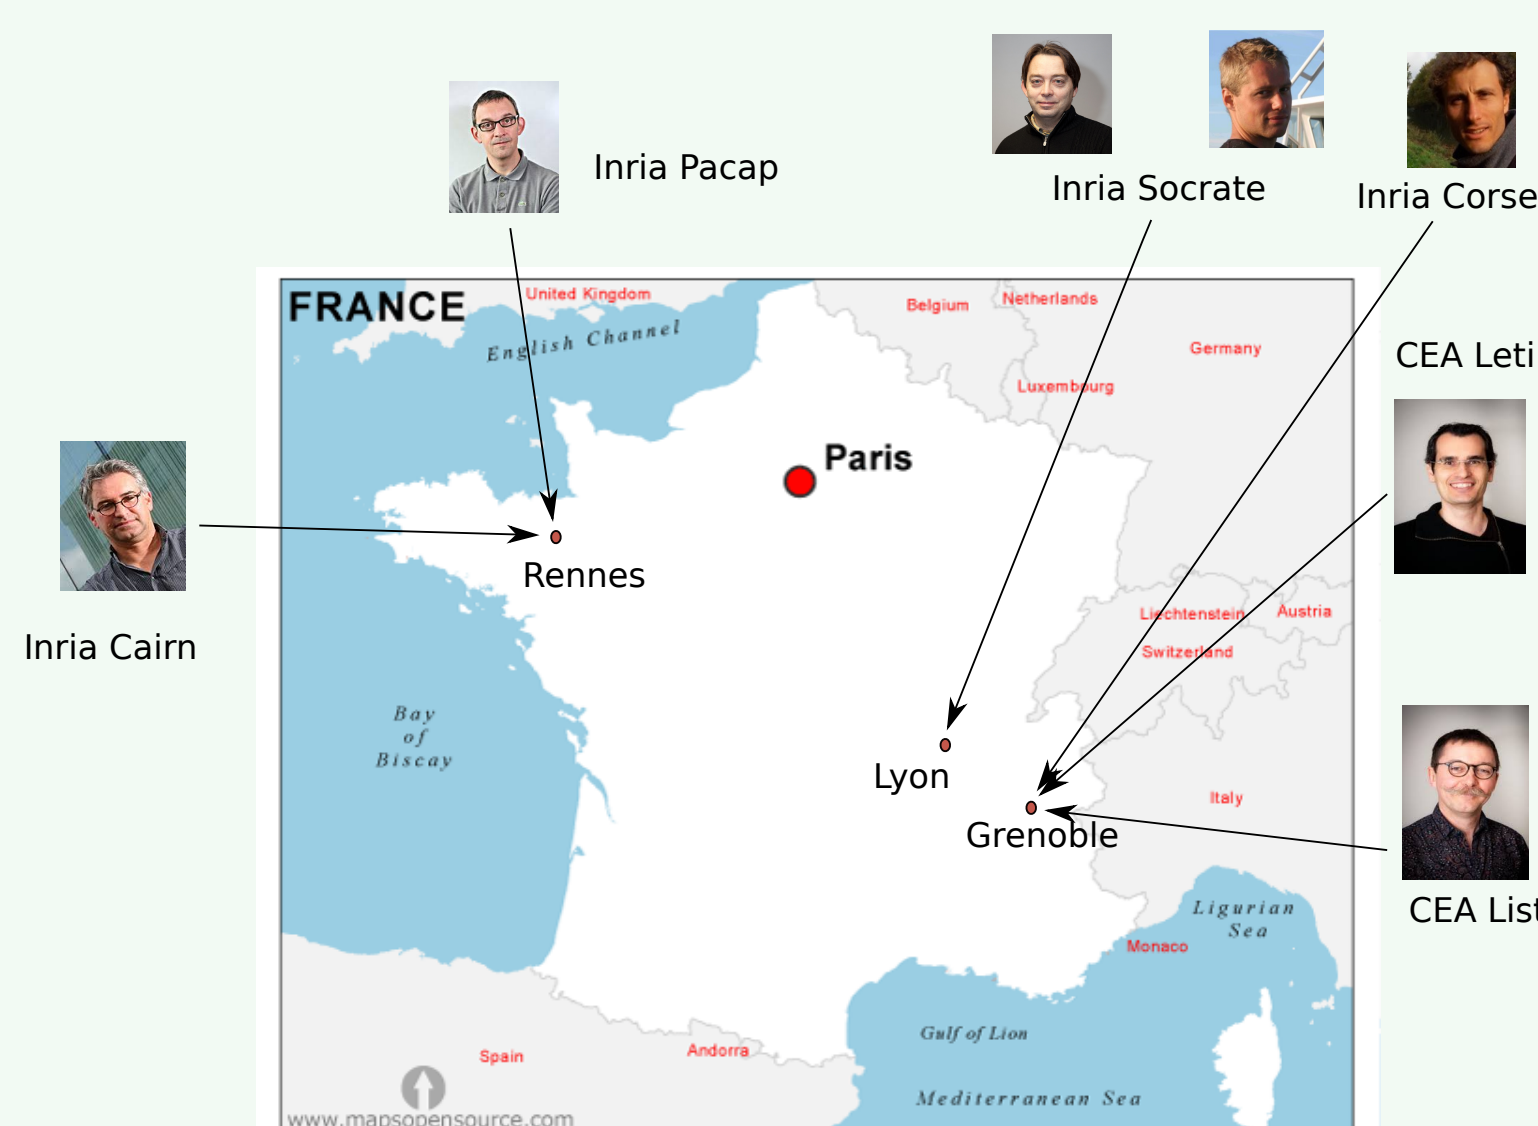 Inria Pacap
Inria Socrate
Inria Corse
FRANCE
United Kingdom
English Channel
Belgium
Netherlands
Germany
Luxembourg
CEA Leti
Paris
Rennes
Inria Cairn
Liechtenstein
Austria
Switzerland
Bay
of
Biscay
Lyon
Grenoble
Italy
CEA List
Ligurian
Sea
Monaco
Gulf of Lion
Spain
Andorra
Mediterranean Sea
www.mapsopensource.com